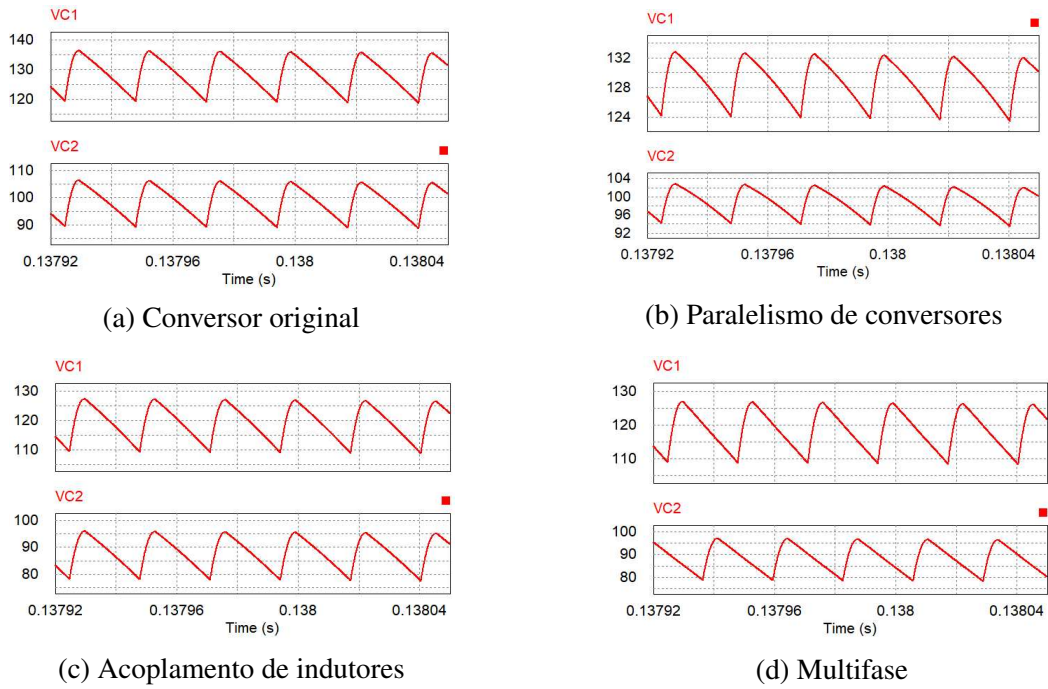 VC1
140
130
120
VC2
110
100
90
0.13792 0.13796 0.138 0.13804
Time (s)
(a) Conversor original
VC1
132
128
124
VC2
104
100
96
92
0.13792 0.13796 0.138 0.13804
Time (s)
(b) Paralelismo de conversores
VC1
130
120
110
VC2
100
90
80
0.13792 0.13796 0.138 0.13804
Time (s)
(c) Acoplamento de indutores
VC1
130
120
110
VC2
100
90
80
0.13792 0.13796 0.138 0.13804
Time (s)
(d) Multifase